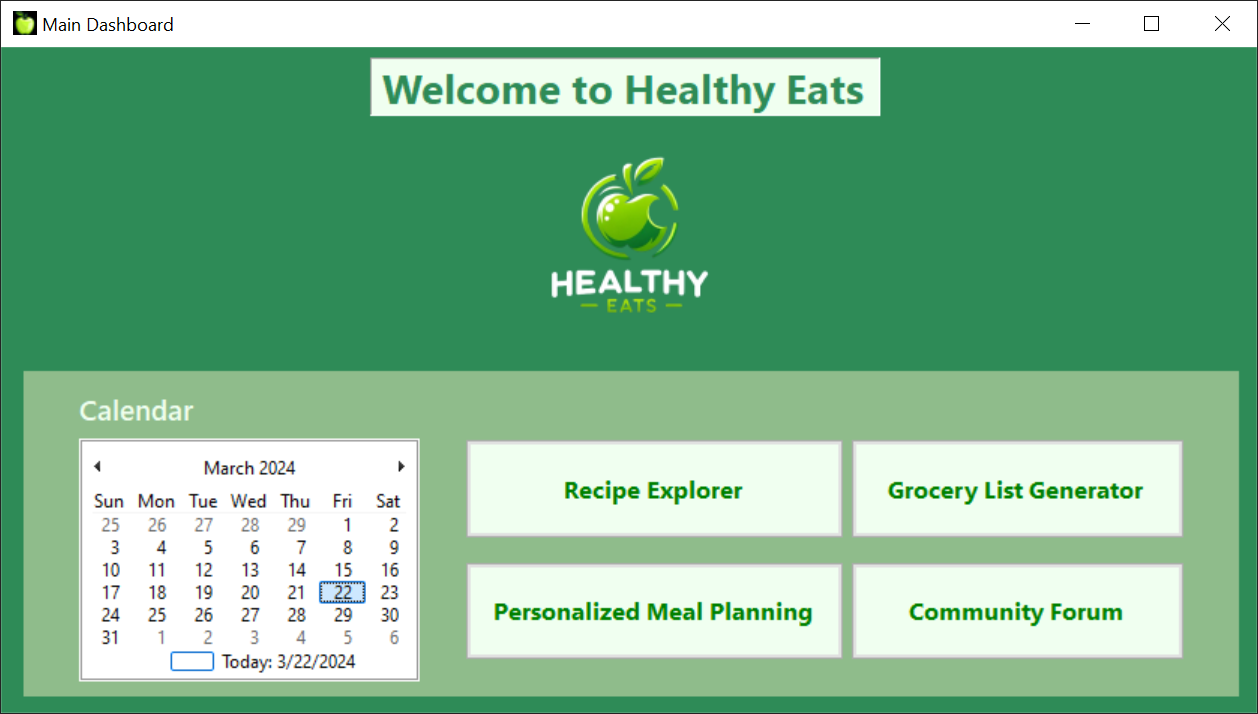 Main Dashboard
Welcome to Healthy Eats
HEALTHY
EATS
Calendar
March 2024
Sun Mon Tue Wed Thu Fri Sat
25 26 27 28 29 1 2
3 4 5 6 7 8 9
10 11 12 13 14 15 16
17 18 19 20 21 22 23
24 25 26 27 28 29 30
31 1 2 3 4 5 6
Today: 3/22/2024
Recipe Explorer
Grocery List Generator
Personalized Meal Planning
Community Forum